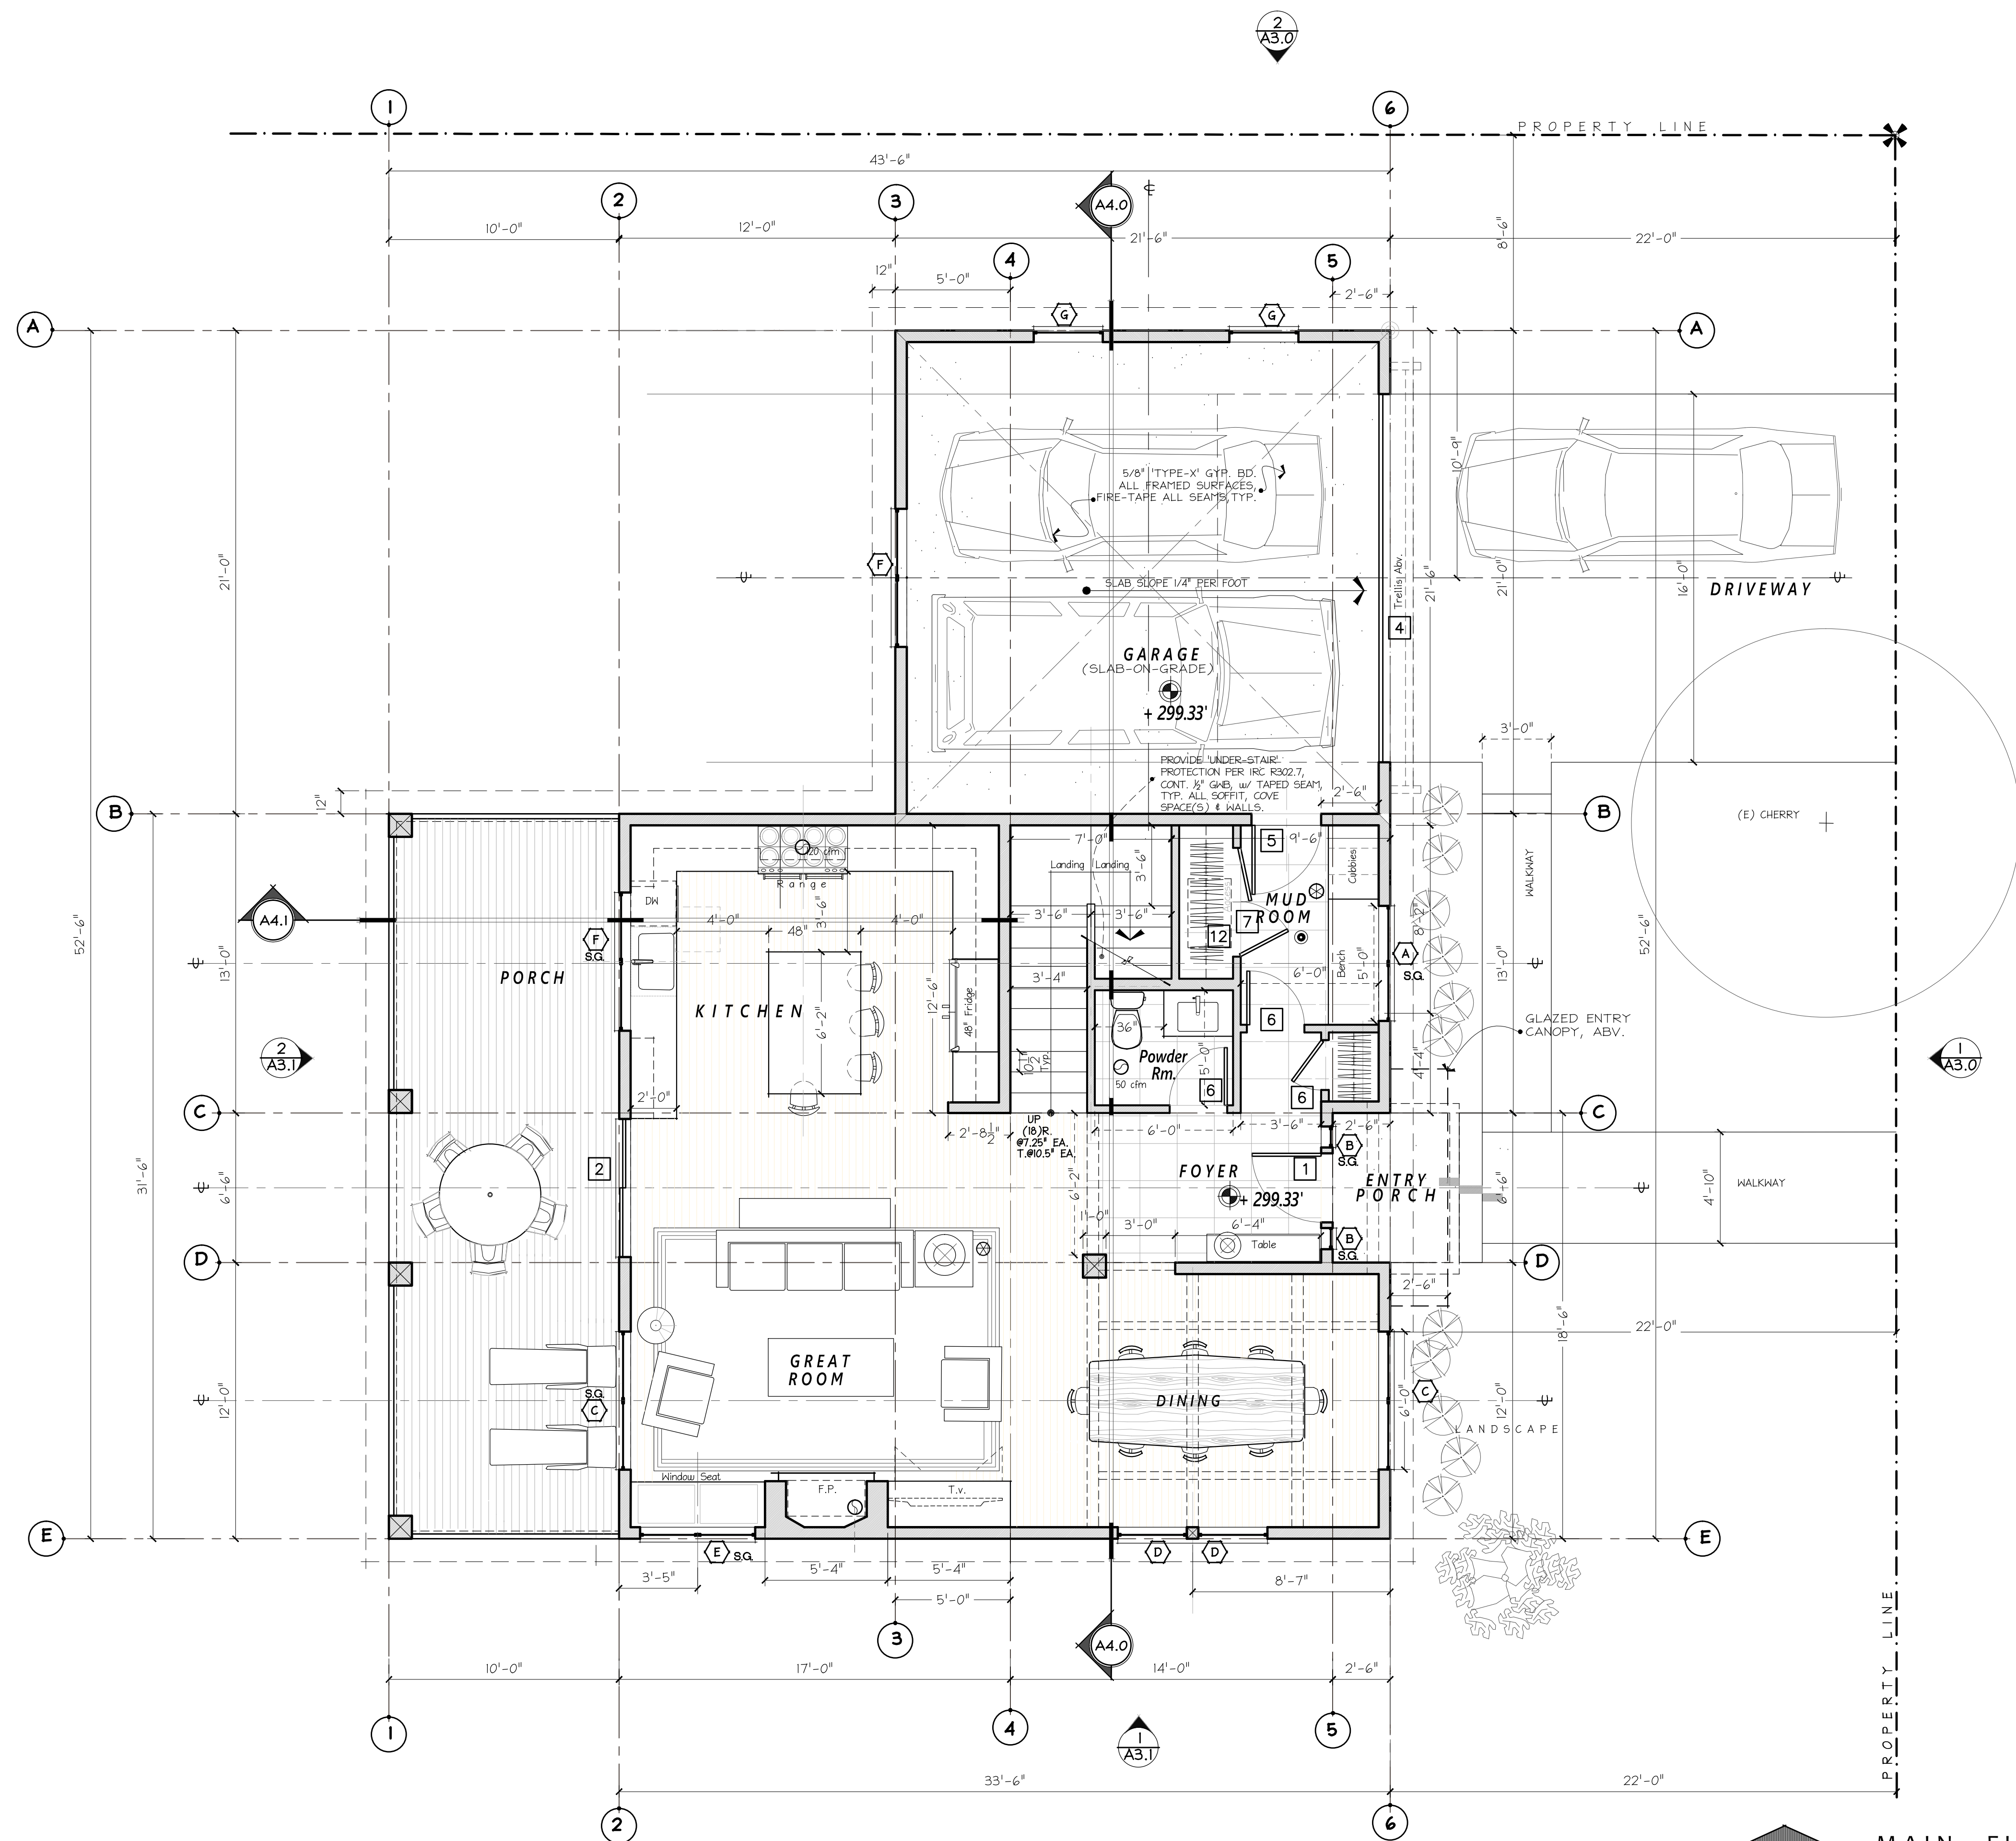 2
A3.0
1
6
PROPERTY LINE
43'-6"
2
3
A4.0
10'-0"
12'-0"
21'-6"
22'-0"
8'-6"
4
5
12"
5'-0"
2'-6"
G
G
A
A
21'-0"
52'-6"
10'-9"
5/8" 'TYPE-X' GYP. BD.
ALL FRAMED SURFACES,
FIRE-TAPE ALL SEAMS, TYP.
F
SLAB SLOPE 1/4" PER FOOT
Trellis Abv.
21'-6"
21'-0"
16'-0"
DRIVEWAY
4
GARAGE
(SLAB-ON-GRADE)
+ 299.33'
3'-0"
PROVIDE 'UNDER-STAIR'
PROTECTION PER IRC R302.7,
CONT. ½" GWB, w/ TAPED SEAM,
TYP. ALL SOFFIT, COVE
SPACE(S) & WALLS.
2'-6"
12"
B
B
(E) CHERRY
7'-0"
5
9'-6"
Landing
Landing
3'-6"
Cubbies
WALKWAY
Range
DW
4'-0"
48"
3'-6"
4'-0"
3'-6"
3'-6"
MUD
ROOM
7
12
8'-2"
52'-6"
A4.1
F
S.G.
13'-0"
PORCH
KITCHEN
6'-2"
12'-6"
48" Fridge
3'-4"
6'-0"
Bench
5'-0"
A
S.G.
13'-0"
36"
6
GLAZED ENTRY
CANOPY, ABV.
2
A3.1
1
A3.0
10 1/2"
Typ.
Powder
Rm.
50 cfm
5'-0"
6
6
4'-4"
2'-0"
C
C
2'-8½"
UP
(18)R.
@7.25" EA.
T.@10.5" EA.
6'-0"
3'-6"
2'-6"
B
S.G.
31'-6"
6'-6"
2
6'-2"
FOYER
1
+ 299.33'
ENTRY
PORCH
6'-6"
4'-10"
WALKWAY
1'-0"
3'-0"
6'-4"
Table
B
S.G.
D
D
2'-6"
22'-0"
18'-6"
GREAT
ROOM
DINING
S.G.
C
12'-0"
6'-0"
C
12'-0"
LANDSCAPE
Window Seat
F.P.
T.v.
E
E
E
S.G.
D
D
3'-5"
5'-4"
5'-4"
8'-7"
5'-0"
3
A4.0
PROPERTY LINE
10'-0"
17'-0"
14'-0"
2'-6"
1
4
5
1
A3.1
33'-6"
22'-0"
2
6